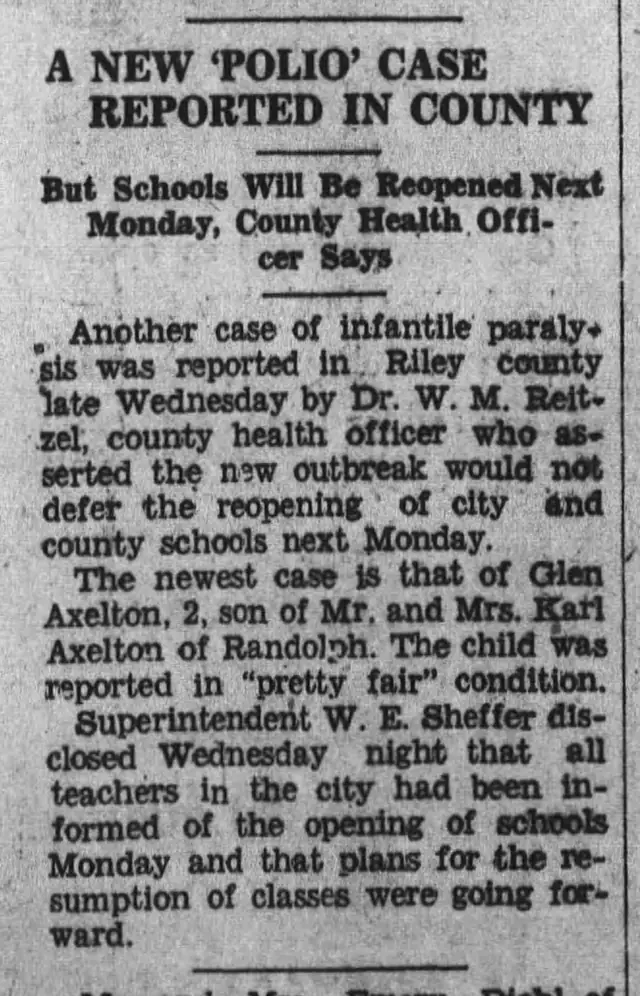 A NEW ‘POLIO’ CASE
REPORTED IN COUNTY
But Schools Will Be Reopened Next
Monday, County Health Offi-
cer Says
Another case of infantile paraly-
sis was reported in Riley county
late Wednesday by Dr. W. M. Reit-
zel, county health officer who as-
serted the new outbreak would not
defer the reopening of city and
county schools next Monday.
The newest case is that of Glen
Axelton, 2, son of Mr. and Mrs. Karl
Axelton of Randolph. The child was
reported in “pretty fair” condition.
Superintendent W. E. Sheffer dis-
closed Wednesday night that all
teachers in the city had been in-
formed of the opening of schools
Monday and that plans for the re-
sumption of classes were going for-
ward.